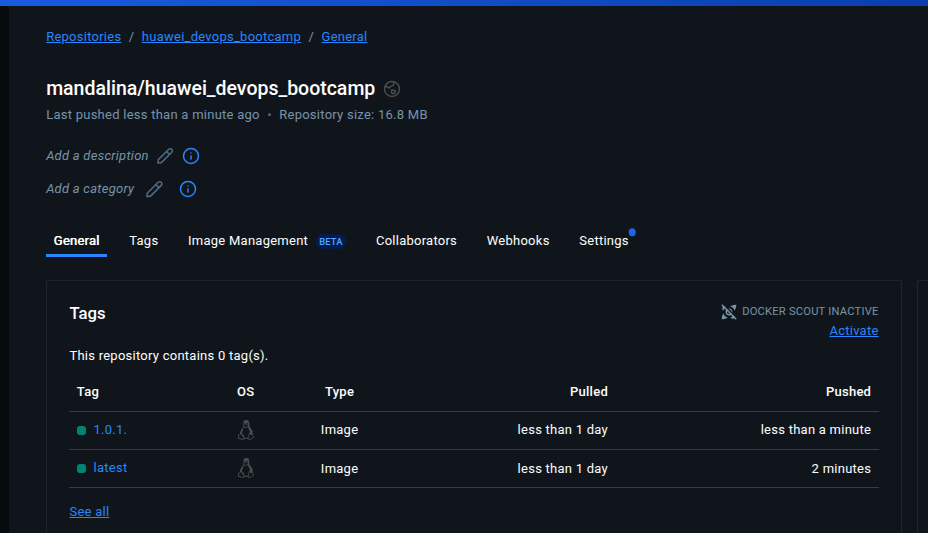 Repositories / huawei_devops_bootcamp / General
mandalina/huawei_devops_bootcamp
Last pushed less than a minute ago • Repository size: 16.8 MB
Add a description
Add a category
General Tags Image Management BETA Collaborators Webhooks Settings
Tags
DOCKER SCOUT INACTIVE
Activate
This repository contains 0 tag(s).
Tag OS Type Pulled Pushed
1.0.1. Image less than 1 day less than a minute
latest Image less than 1 day 2 minutes
See all